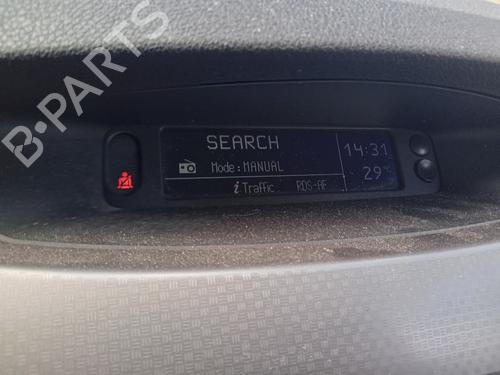 B-PARTS
SEARCH
Mode: MANUAL
i Traffic RDS-AF
14:31
29°C